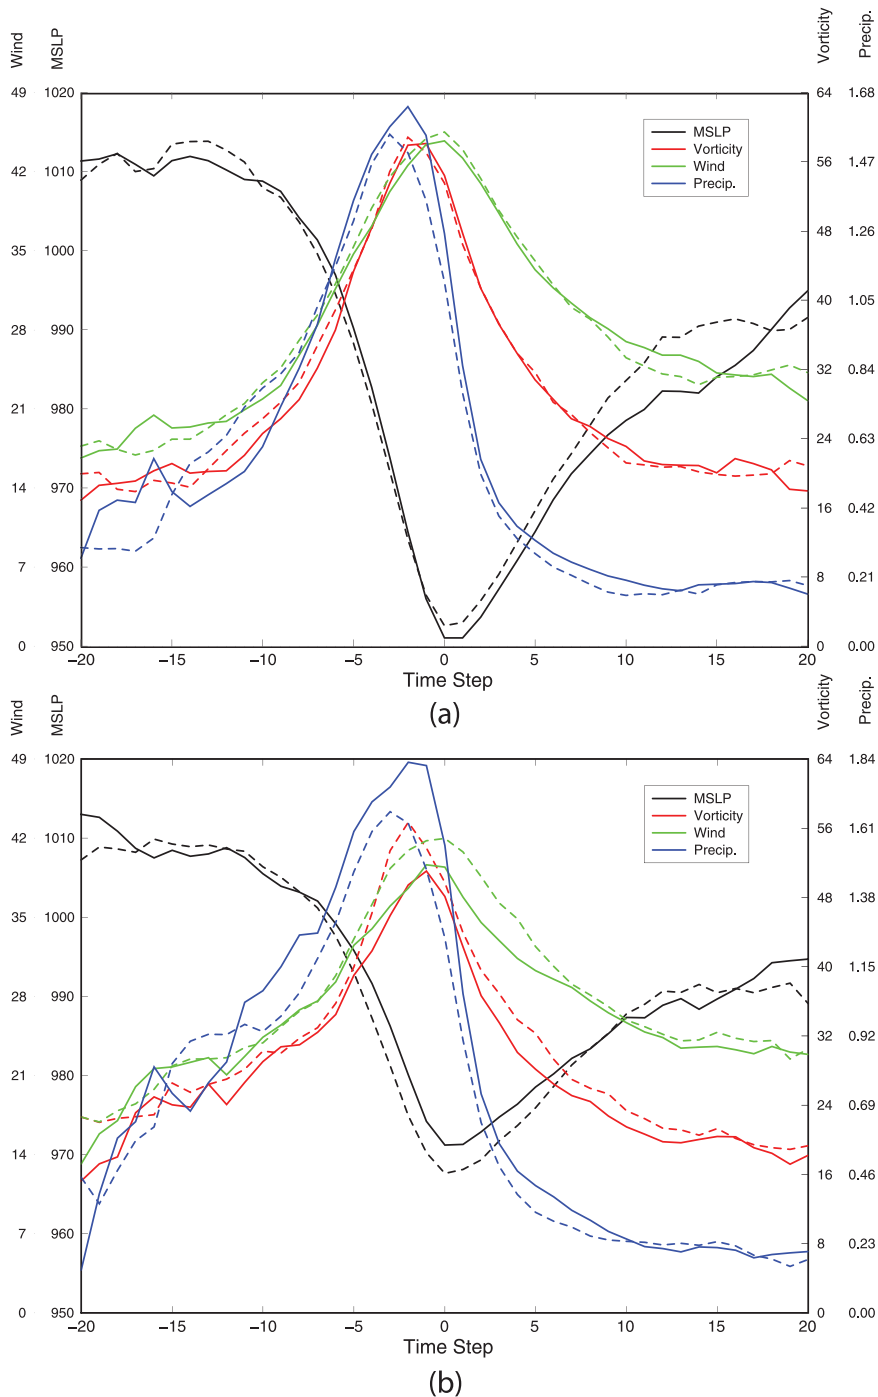 Wind MSLP Vorticity Precip.
49 1020 64 1.68
MSLP
Vorticity
Wind
Precip.
42 1010 56 1.47
48 1.26
35 1000
40 1.05
28 990
32 0.84
21 980
24 0.63
14 970
16 0.42
7 960
8 0.21
0 950 0 0.00
−20 −15 −10 −5 0 5 10 15 20
Time Step
(a)
Wind MSLP Vorticity Precip.
49 1020 64 1.84
MSLP
Vorticity
Wind
Precip.
42 1010 56 1.61
48 1.38
35 1000
40 1.15
28 990
32 0.92
21 980
24 0.69
14 970
16 0.46
7 960
8 0.23
0 950 0 0.00
−20 −15 −10 −5 0 5 10 15 20
Time Step
(b)